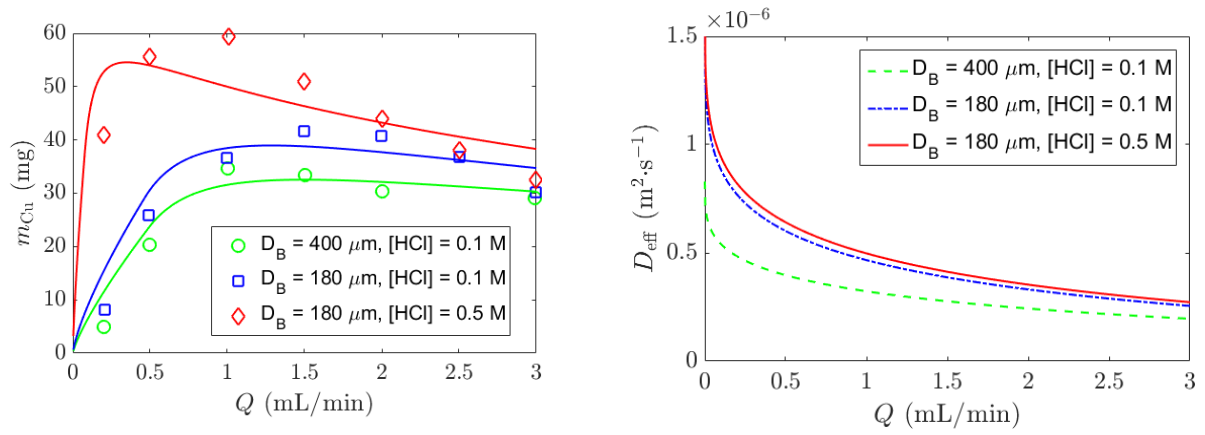 60
50
40
30
20
10
0
m_Cu (mg)
D_B = 400 μm, [HCl] = 0.1 M
D_B = 180 μm, [HCl] = 0.1 M
D_B = 180 μm, [HCl] = 0.5 M
0 0.5 1 1.5 2 2.5 3
Q (mL/min)
×10⁻⁶
1.5
1
0.5
0
D_eff (m²·s⁻¹)
D_B = 400 μm, [HCl] = 0.1 M
D_B = 180 μm, [HCl] = 0.1 M
D_B = 180 μm, [HCl] = 0.5 M
0 0.5 1 1.5 2 2.5 3
Q (mL/min)